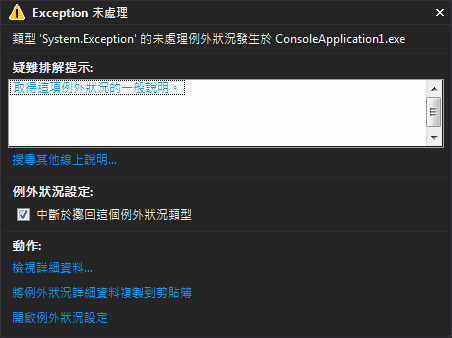 Exception 未處理
類型 'System.Exception' 的未處理例外狀況發生於 ConsoleApplication1.exe
疑難排解提示:
取得這項例外狀況的一般說明。
搜尋其他線上說明...
例外狀況設定:
中斷於擲回這個例外狀況類型
動作:
檢視詳細資料...
將例外狀況詳細資料複製到剪貼簿
開啟例外狀況設定